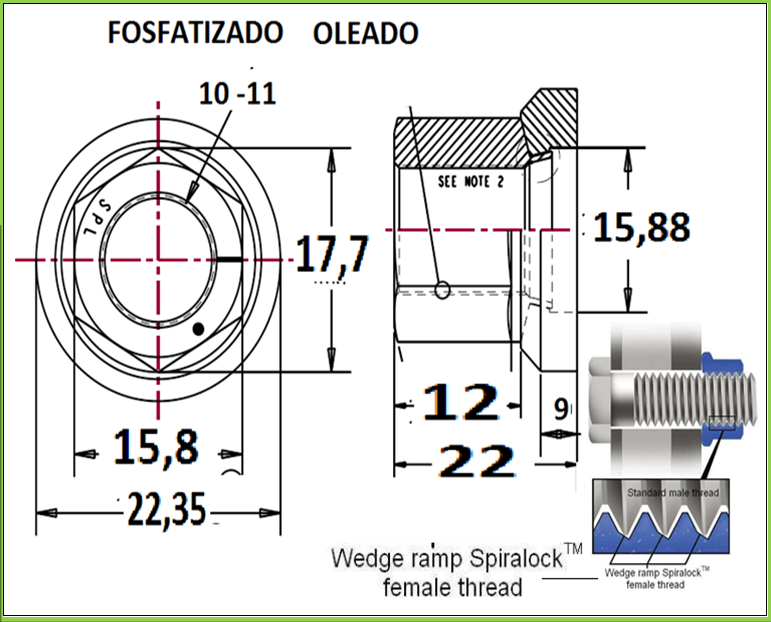 FOSFATIZADO OLEADO
10 -11
SPL
SEE NOTE 2
17,7
15,88
12
9
22
15,8
22,35
Standard male thread
Wedge ramp Spiralock™
female thread
Wedge ramp Spiralock™
female thread